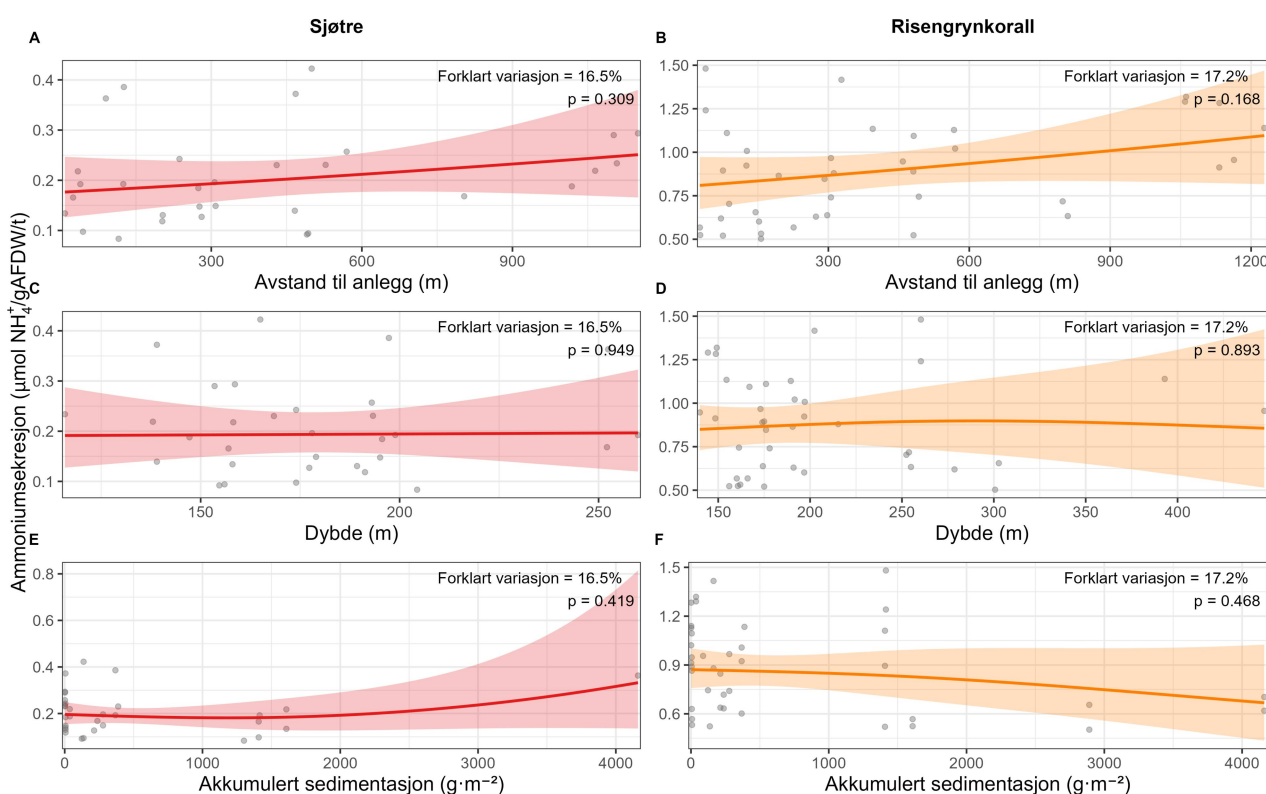 Sjøtre
Risengrynkorall
Ammoniumsekresjon (µmol NH₄⁺/gAFDW/t)
A
Forklart variasjon = 16.5%
p = 0.309
0.4
0.3
0.2
0.1
300
600
900
Avstand til anlegg (m)
B
Forklart variasjon = 17.2%
p = 0.168
1.50
1.25
1.00
0.75
0.50
300
600
900
1200
Avstand til anlegg (m)
C
Forklart variasjon = 16.5%
p = 0.949
0.4
0.3
0.2
0.1
150
200
250
Dybde (m)
D
Forklart variasjon = 17.2%
p = 0.893
1.50
1.25
1.00
0.75
0.50
150
200
250
300
350
400
Dybde (m)
E
Forklart variasjon = 16.5%
p = 0.419
0.8
0.6
0.4
0.2
0
1000
2000
3000
4000
Akkumulert sedimentasjon (g·m⁻²)
F
Forklart variasjon = 17.2%
p = 0.468
1.5
1.2
0.9
0.6
0
1000
2000
3000
4000
Akkumulert sedimentasjon (g·m⁻²)